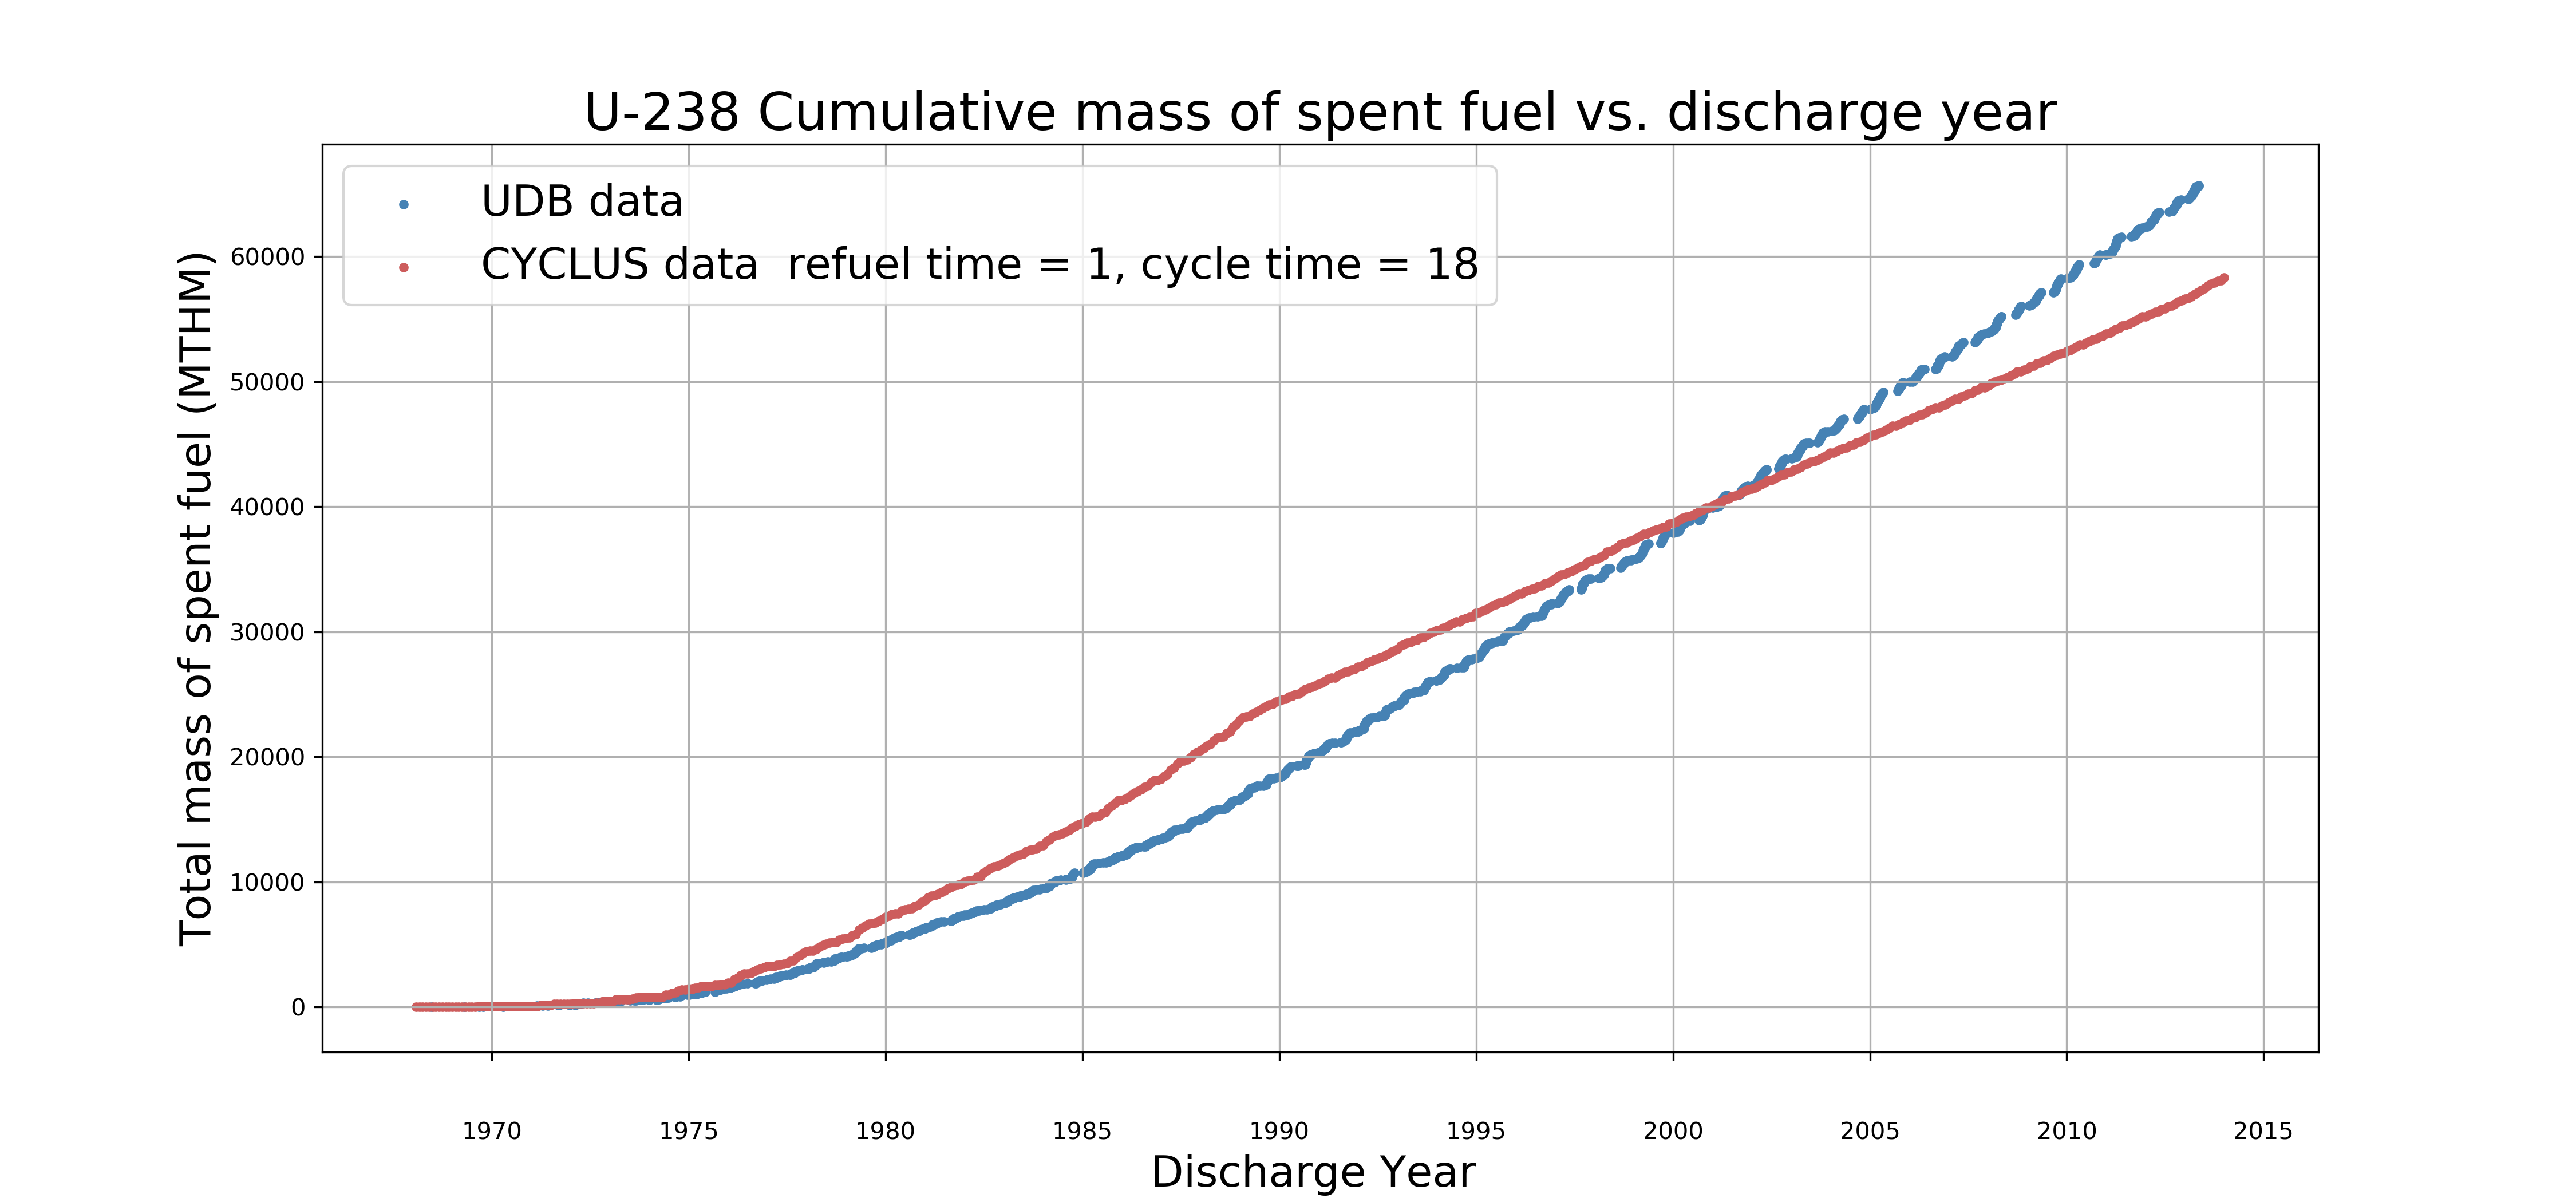 U-238 Cumulative mass of spent fuel vs. discharge year
UDB data
CYCLUS data  refuel time = 1, cycle time = 18
Total mass of spent fuel (MTHM)
60000
50000
40000
30000
20000
10000
0
1970 1975 1980 1985 1990 1995 2000 2005 2010 2015
Discharge Year